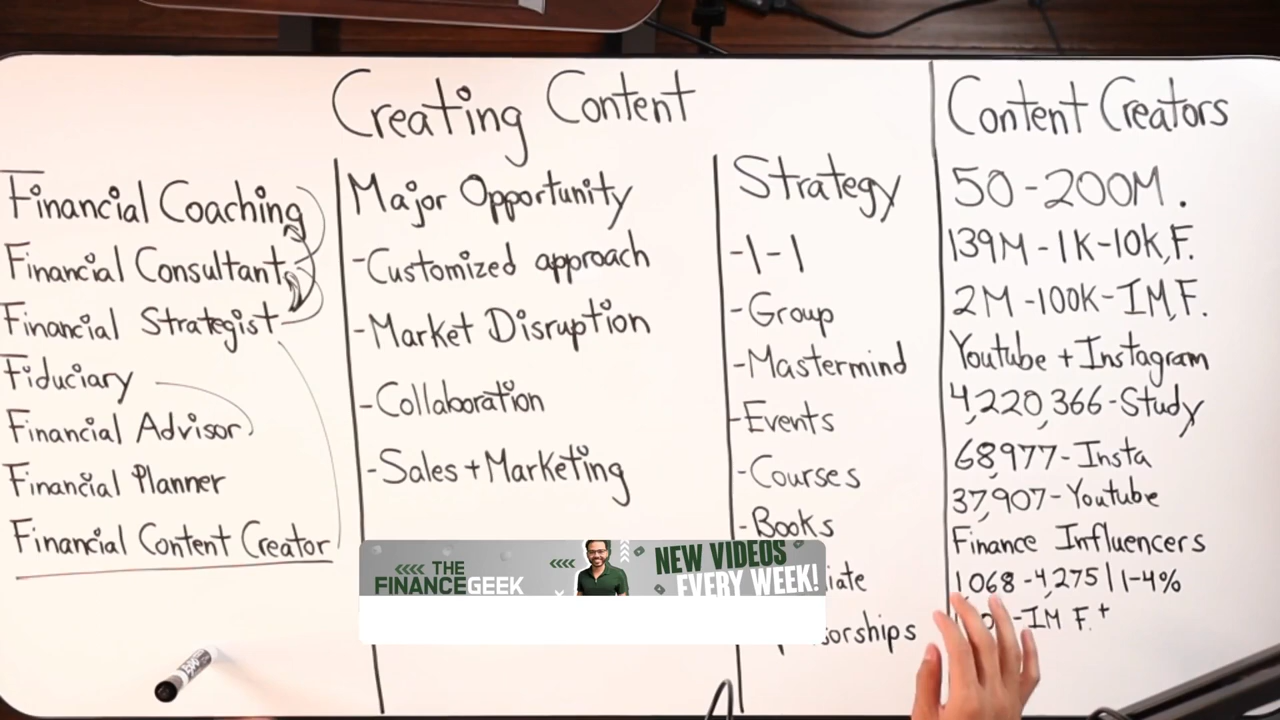 Creating Content
Financial Coaching
Financial Consultant
Financial Strategist
Fiduciary
Financial Advisor
Financial Planner
Financial Content Creator
Major Opportunity
-Customized approach
-Market Disruption
-Collaboration
-Sales+Marketing
Strategy
-1-1
-Group
-Mastermind
-Events
-Courses
-Books
Content Creators
50-200M.
139M-1K-10K,F.
2M-100K-1M,F.
Youtube + Instagram
4,220,366-Study
68,977-Insta
37,907-Youtube
Finance Influencers
1,068-4,275 | 1-4%
-1M F.+
THE
FINANCEGEEK
NEW VIDEOS
EVERY WEEK!